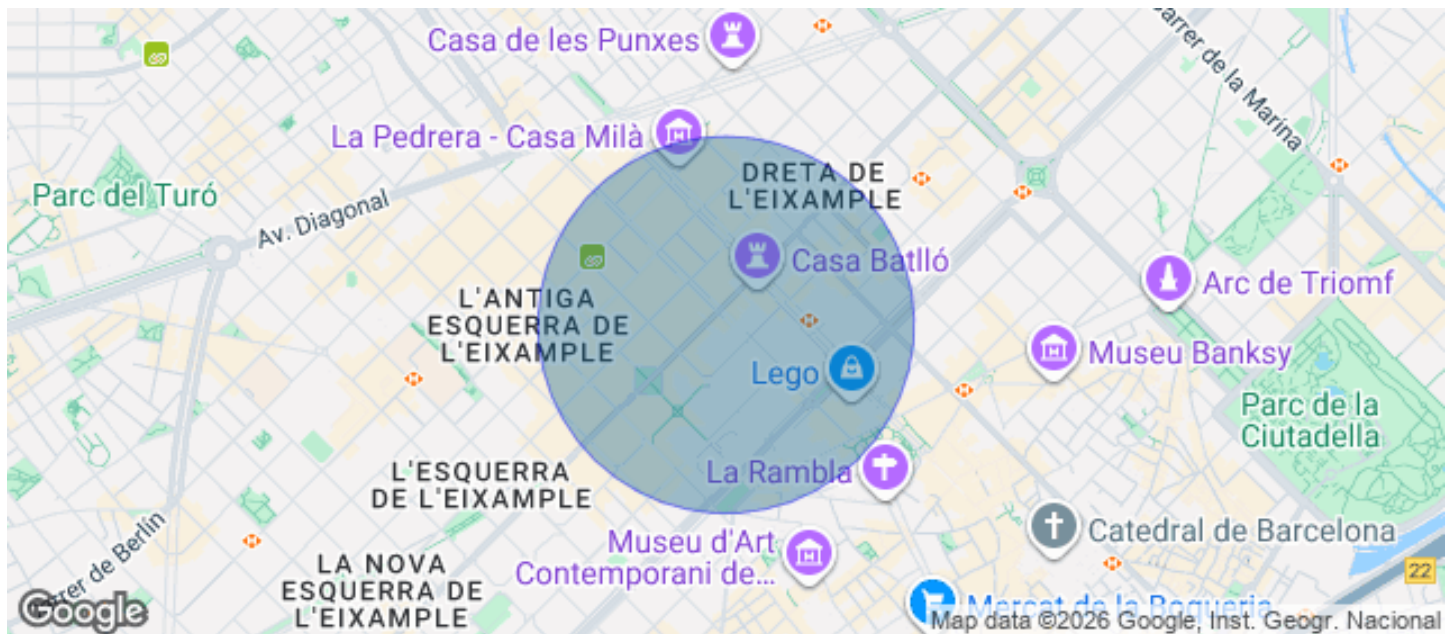 Casa de les Punxes
La Pedrera - Casa Milà
Carrer de la Marina
DRETA DE
L'EIXAMPLE
Parc del Turó
Av. Diagonal
Casa Batlló
Arc de Triomf
L'ANTIGA
ESQUERRA DE
L'EIXAMPLE
Museu Banksy
Lego
Parc de la
Ciutadella
La Rambla
L'ESQUERRA
DE L'EIXAMPLE
Catedral de Barcelona
Museu d'Art
Contemporani de...
Carrer de Berlín
22
LA NOVA
ESQUERRA DE
L'EIXAMPLE
Mercat de la Boqueria
Google
Map data ©2026 Google, Inst. Geogr. Nacional